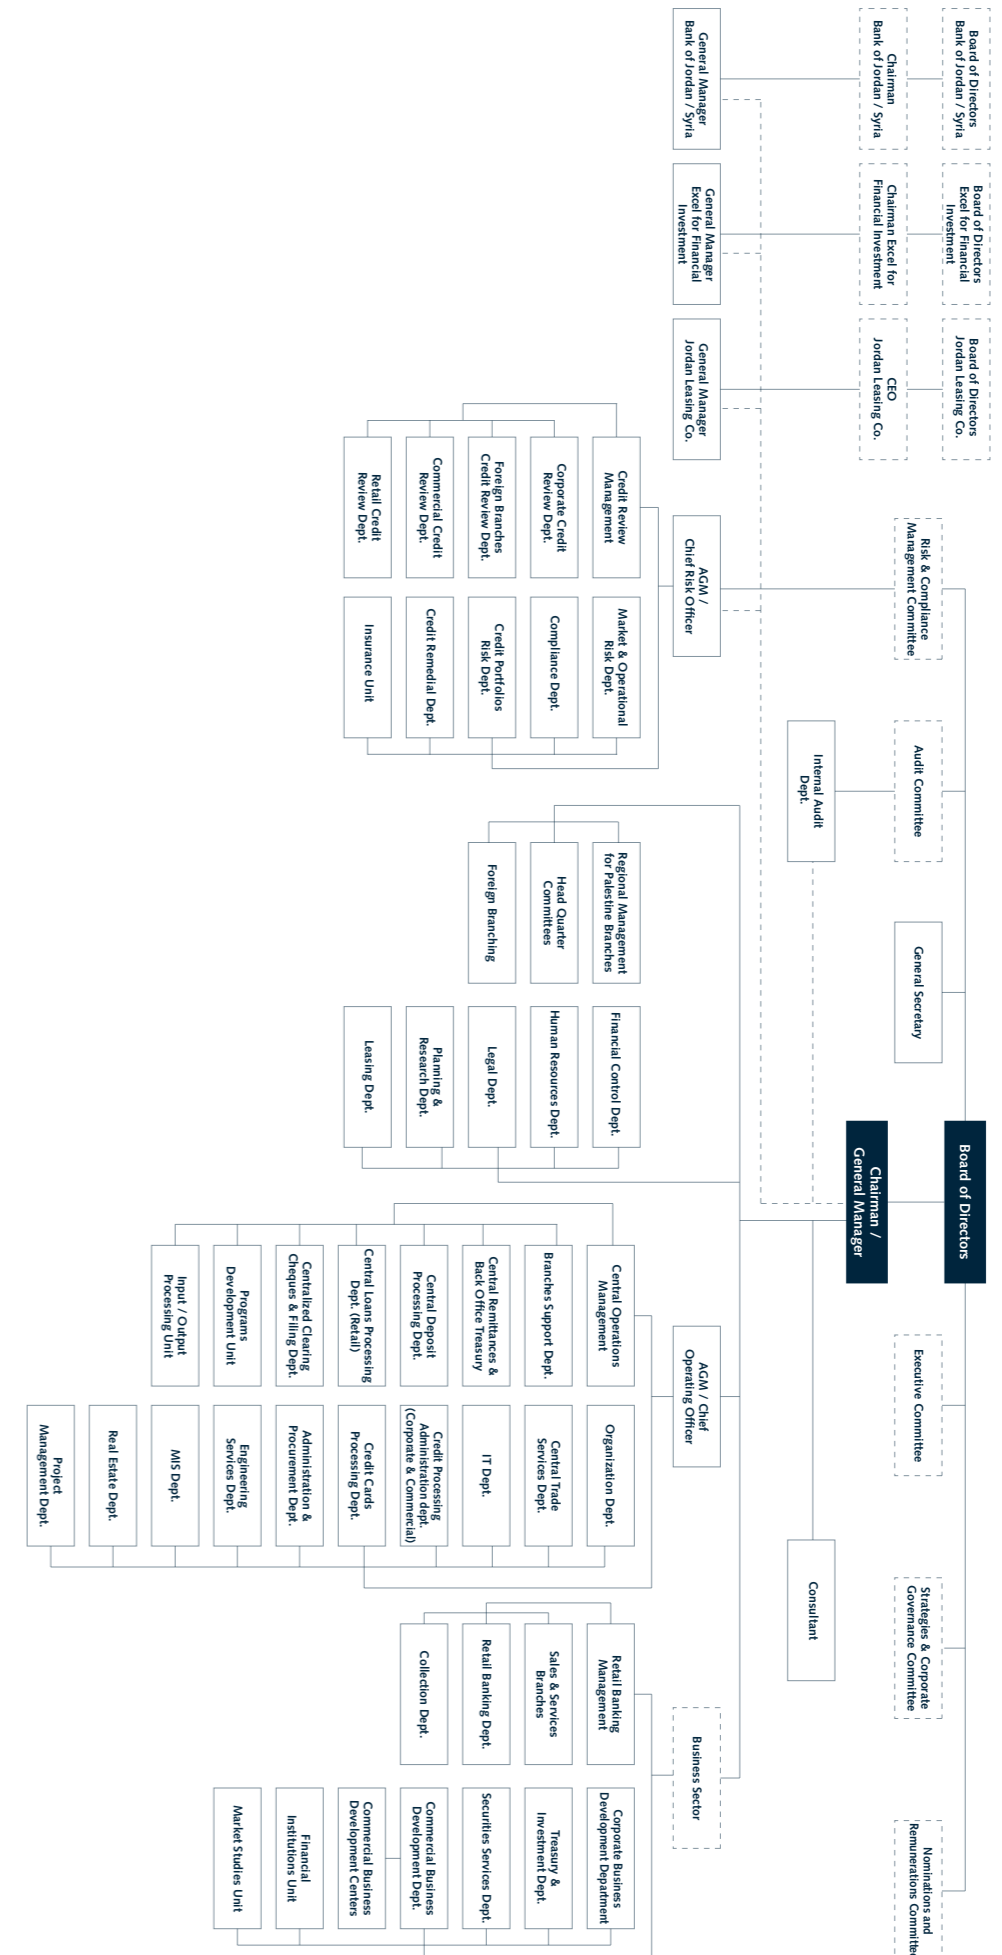 Board of Directors
Bank of Jordan / Syria
Board of Directors
Excel for Financial
Investment
Board of Directors
Jordan Leasing Co.
Board of Directors
Chairman
Bank of Jordan / Syria
Chairman Excel for
Financial Investment
CEO
Jordan Leasing Co.
Risk & Compliance
Management Committee
Audit Committee
General Secretary
Chairman /
General Manager
Executive Committee
Strategies & Corporate
Governance Committee
Nominations and
Remunerations Committee
Internal Audit
Dept.
Consultant
General Manager
Bank of Jordan / Syria
General Manager
Excel for Financial
Investment
General Manager
Jordan Leasing Co.
AGM /
Chief Risk Officer
AGM / Chief
Operating Officer
Business Sector
Credit Review
Management
Corporate Credit
Review Dept.
Foreign Branches
Credit Review Dept.
Commercial Credit
Review Dept.
Retail Credit
Review Dept.
Market & Operational
Risk Dept.
Compliance Dept.
Credit Portfolios
Risk Dept.
Credit Remedial Dept.
Insurance Unit
Regional Management
for Palestine Branches
Head Quarter
Committees
Foreign Branching
Financial Control Dept.
Human Resources Dept.
Legal Dept.
Planning &
Research Dept.
Leasing Dept.
Central Operations
Management
Branches Support Dept.
Central Remittances &
Back Office Treasury
Central Deposit
Processing Dept.
Central Loans Processing
Dept. (Retail)
Centralized Clearing
Cheques & Filing Dept.
Programs
Development Unit
Input / Output
Processing Unit
Organization Dept.
Central Trade
Services Dept.
IT Dept.
Credit Processing
Administration dept.
(Corporate & Commercial)
Credit Cards
Processing Dept.
Administration &
Procurement Dept.
Engineering
Services Dept.
MIS Dept.
Real Estate Dept.
Project
Management Dept.
Retail Banking
Management
Sales & Services
Branches
Retail Banking Dept.
Collection Dept.
Corporate Business
Development Department
Treasury &
Investment Dept.
Securities Services Dept.
Commercial Business
Development Dept.
Commercial Business
Development Centers
Financial
Institutions Unit
Market Studies Unit